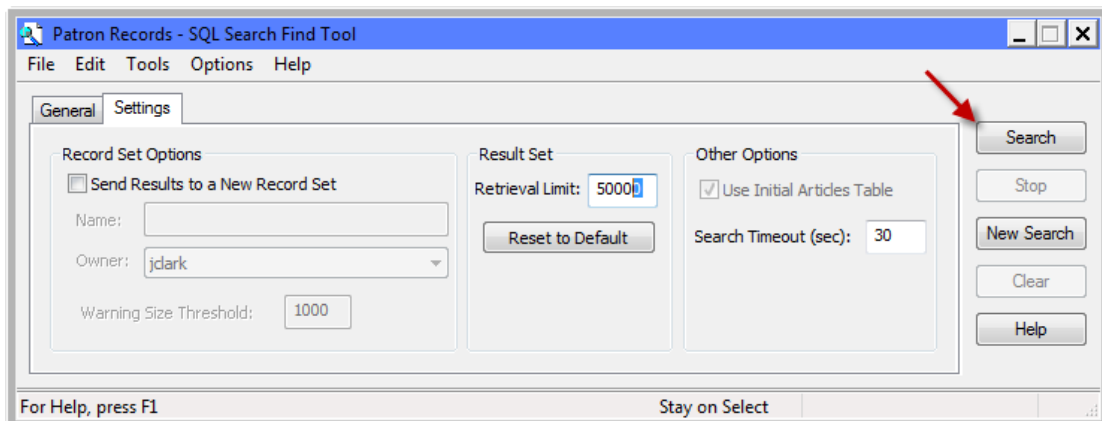 Patron Records - SQL Search Find Tool
File Edit Tools Options Help
General Settings
Record Set Options
Send Results to a New Record Set
Name:
Owner: jclark
Warning Size Threshold: 1000
Result Set
Retrieval Limit: 50000
Reset to Default
Other Options
Use Initial Articles Table
Search Timeout (sec): 30
Search
Stop
New Search
Clear
Help
For Help, press F1
Stay on Select